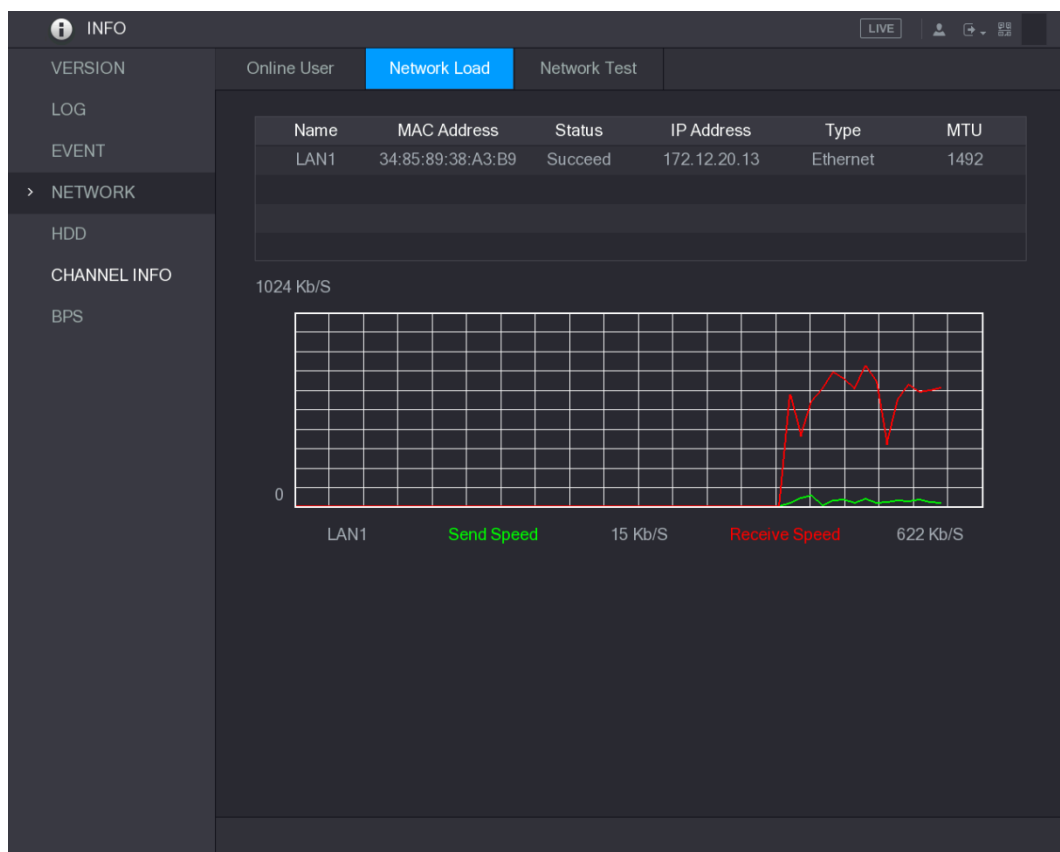 INFO
LIVE
VERSION
LOG
EVENT
NETWORK
HDD
CHANNEL INFO
BPS
Online User Network Load Network Test
Name MAC Address Status IP Address Type MTU
LAN1 34:85:89:38:A3:B9 Succeed 172.12.20.13 Ethernet 1492
1024 Kb/S
0
LAN1 Send Speed 15 Kb/S Receive Speed 622 Kb/S